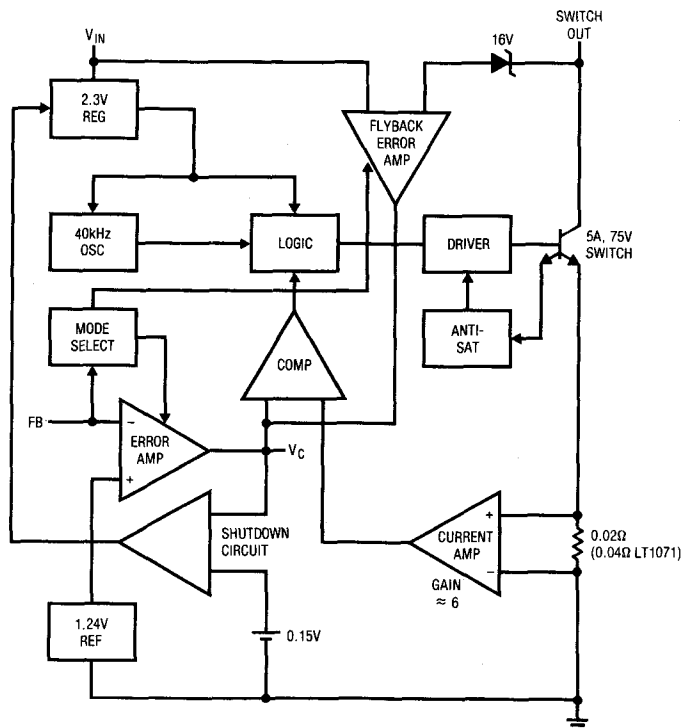 SWITCH
OUT
VIN
16V
2.3V
REG
FLYBACK
ERROR
AMP
40kHz
OSC
LOGIC
DRIVER
5A, 75V
SWITCH
MODE
SELECT
ANTI-
SAT
COMP
FB
−
ERROR
AMP
+
VC
SHUTDOWN
CIRCUIT
+
CURRENT
AMP
−
GAIN
≈ 6
0.02Ω
(0.04Ω LT1071)
1.24V
REF
0.15V